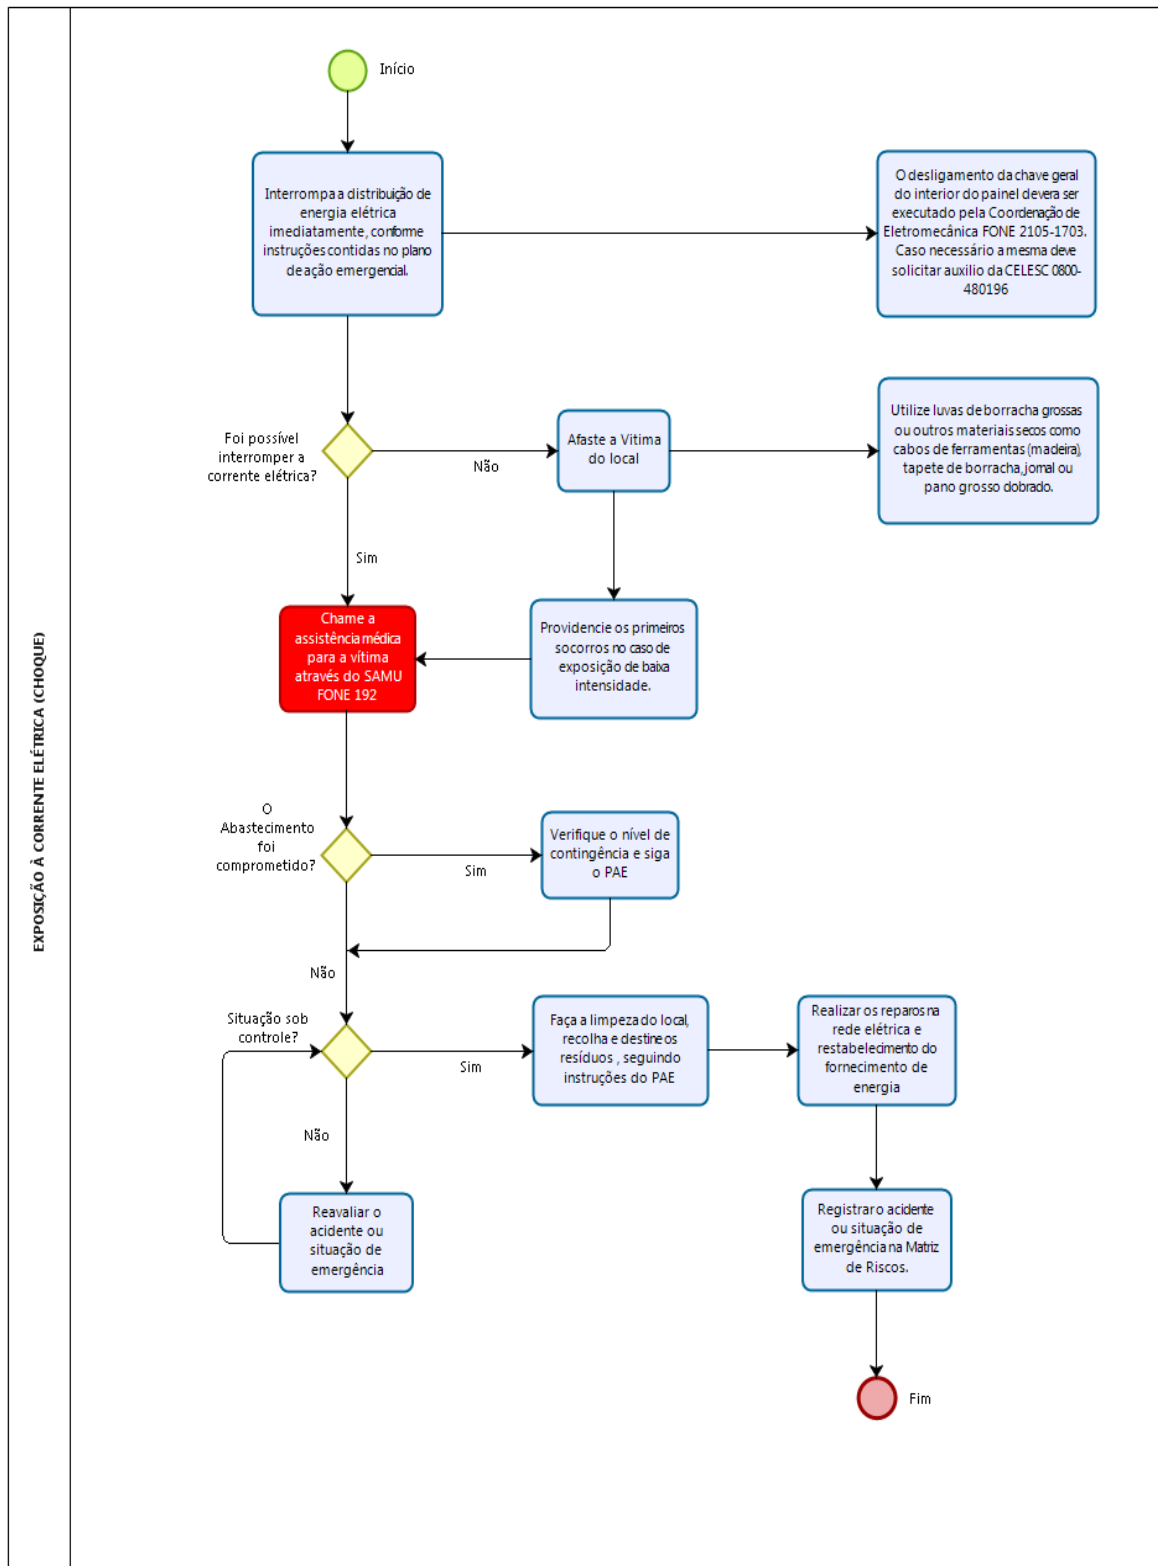 EXPOSIÇÃO À CORRENTE ELÉTRICA (CHOQUE)
Início
Interrompa a distribuição de
energia elétrica
imediatamente, conforme
instruções contidas no plano
de ação emergencial.
O desligamento da chave geral
do interior do painel devera ser
executado pela Coordenação de
Eletromecânica FONE 2105-1703.
Caso necessário a mesma deve
solicitar auxilio da CELESC 0800-
480196
Foi possível
interromper a
corrente elétrica?
Não
Afaste a Vitima
do local
Utilize luvas de borracha grossas
ou outros materiais secos como
cabos de ferramentas (madeira),
tapete de borracha, jornal ou
pano grosso dobrado.
Sim
Chame a
assistência médica
para a vítima
através do SAMU
FONE 192
Providencie os primeiros
socorros no caso de
exposição de baixa
intensidade.
O
Abastecimento
foi
comprometido?
Sim
Verifique o nível de
contingência e siga
o PAE
Não
Situação sob
controle?
Sim
Faça a limpeza do local,
recolha e destine os
resíduos , seguindo
instruções do PAE
Realizar os reparos na
rede elétrica e
restabelecimento do
fornecimento de
energia
Não
Reavaliar o
acidente ou
situação de
emergência
Registrar o acidente
ou situação de
emergência na Matriz
de Riscos.
Fim